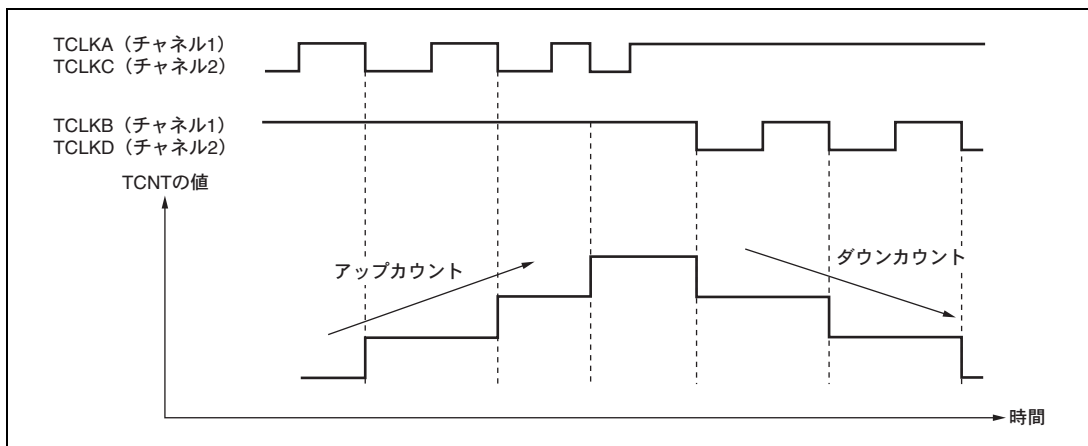 TCLKA（チャネル1）
TCLKC（チャネル2）
TCLKB（チャネル1）
TCLKD（チャネル2）
TCNTの値
アップカウント
ダウンカウント
時間